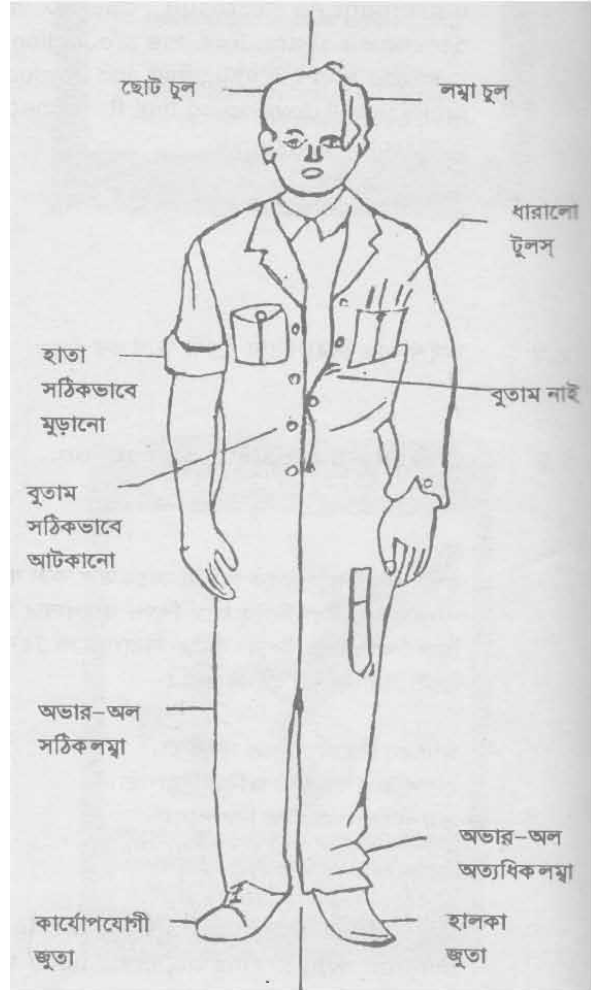 ছোট চুল
লম্বা চুল
ধারালো
টুলস্
হাতা
সঠিকভাবে
মুড়ানো
বুতাম নাই
বুতাম
সঠিকভাবে
আটকানো
অভার-অল
সঠিকলম্বা
অভার-অল
অত্যধিকলম্বা
কার্যোপযোগী
জুতা
হালকা
জুতা